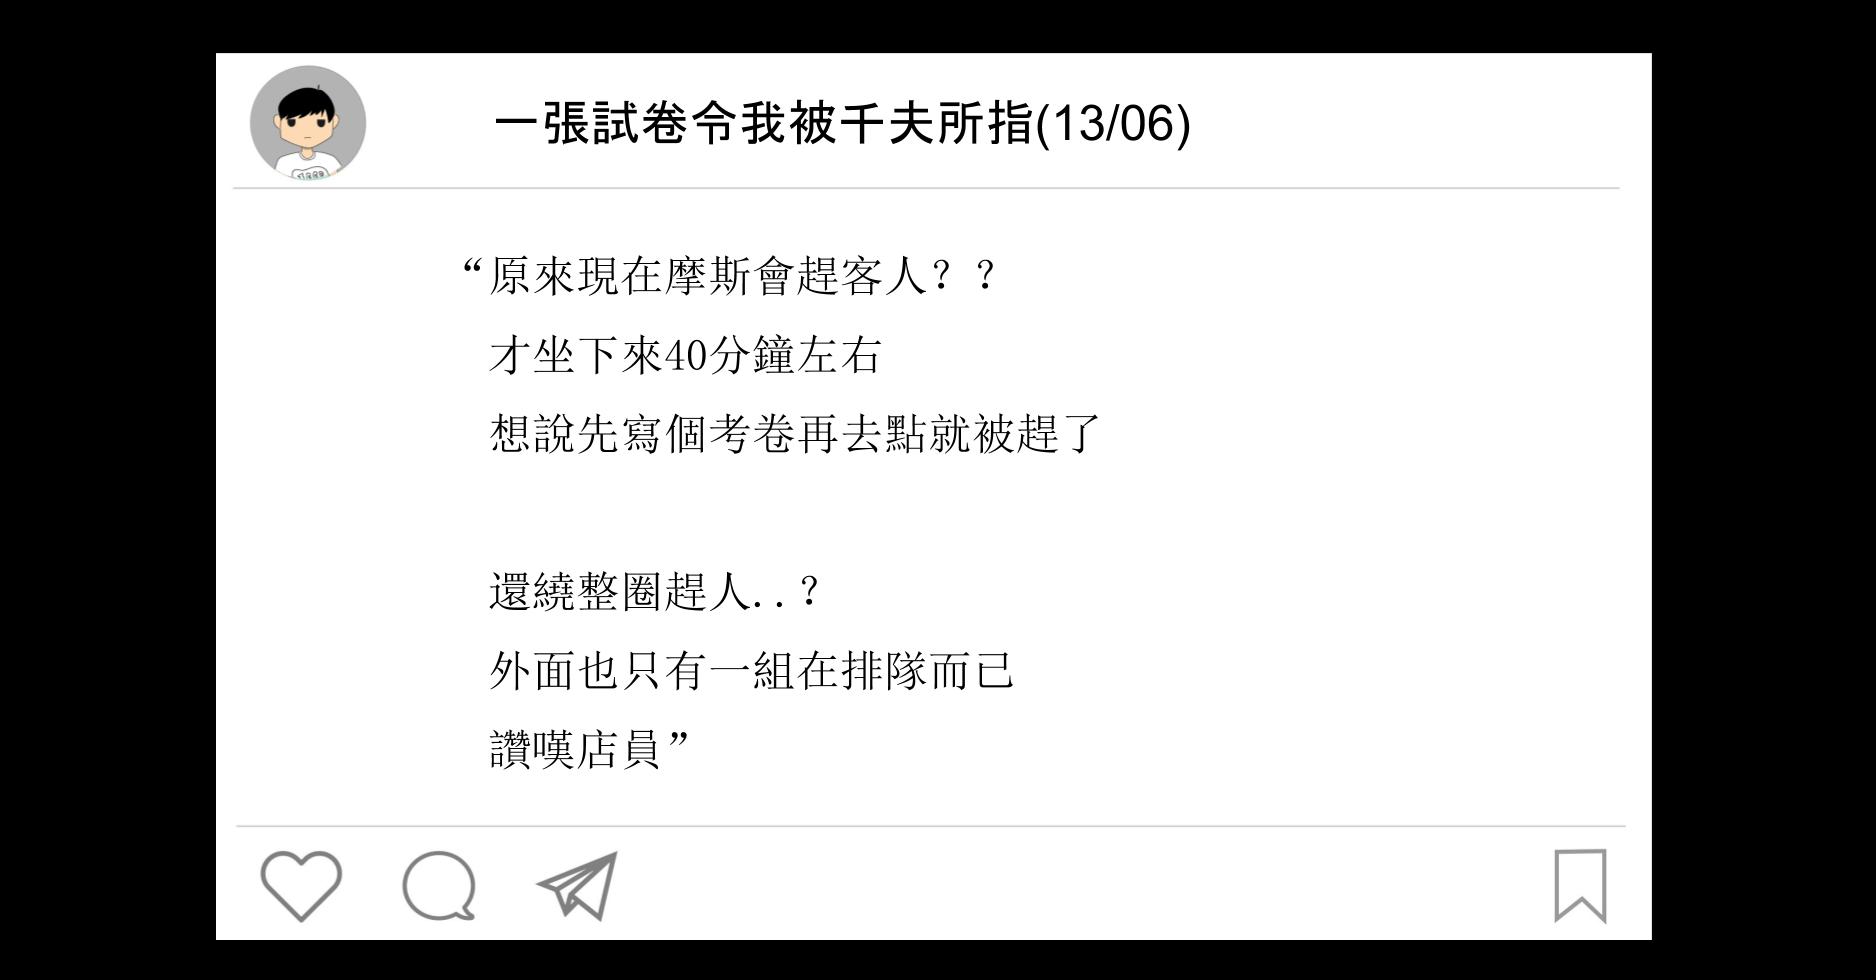 一張試卷令我被千夫所指(13/06)
“原來現在摩斯會趕客人？？
才坐下來40分鐘左右
想說先寫個考卷再去點就被趕了
還繞整圈趕人..？
外面也只有一組在排隊而已
讚嘆店員”